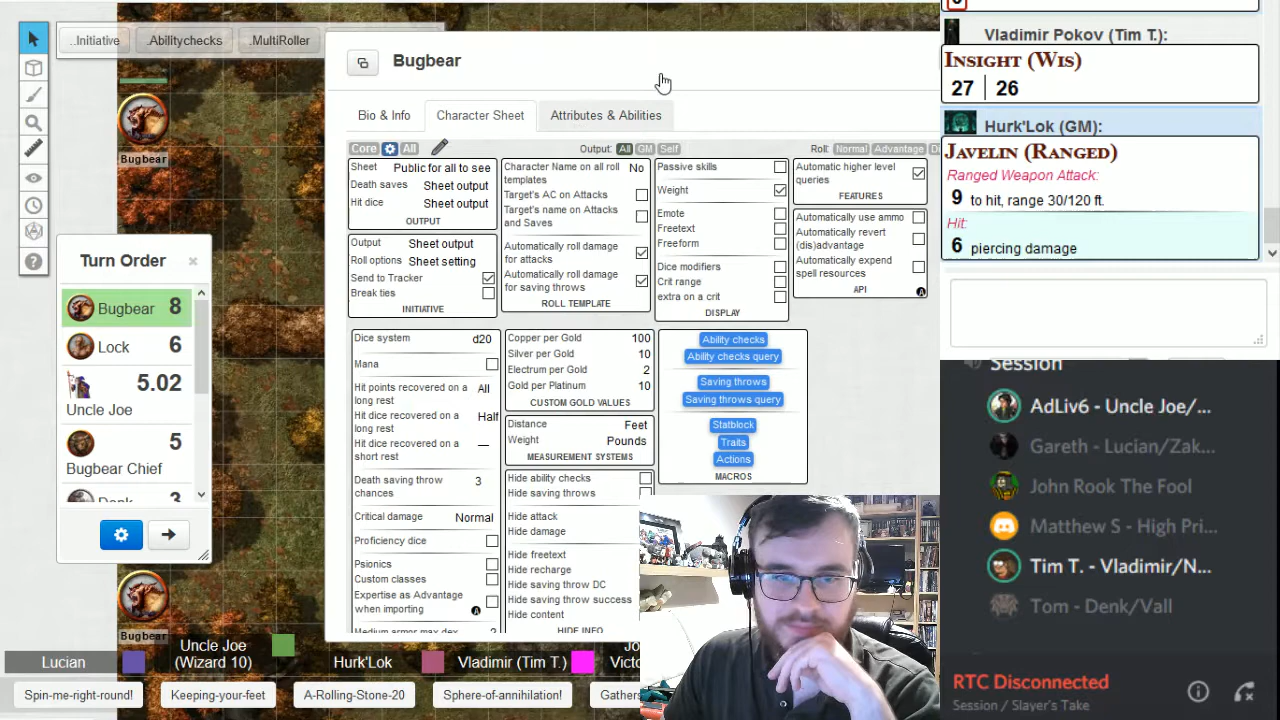 ..Initiative
.Abilitychecks
.MultiRoller
Bugbear
Bio & Info
Character Sheet
Attributes & Abilities
Core
All
Output: All GM Self
Roll: Normal Advantage
Sheet Public for all to see
Death saves Sheet output
Hit dice Sheet output
OUTPUT
Output Sheet output
Roll options Sheet setting
Send to Tracker
Break ties
INITIATIVE
Character Name on all roll templates No
Target's AC on Attacks
Target's name on Attacks and Saves
Automatically roll damage for attacks
Automatically roll damage for saving throws
ROLL TEMPLATE
Passive skills
Weight
Emote
Freetext
Freeform
Dice modifiers
Crit range
extra on a crit
DISPLAY
Automatic higher level queries
FEATURES
Automatically use ammo
Automatically revert (dis)advantage
Automatically expend spell resources
API
Dice system d20
Mana
Hit points recovered on a long rest All
Hit dice recovered on a long rest Half
Hit dice recovered on a short rest —
Death saving throw chances 3
Critical damage Normal
Proficiency dice
Psionics
Custom classes
Expertise as Advantage when importing
Medium armor max dex 2
Copper per Gold 100
Silver per Gold 10
Electrum per Gold 2
Gold per Platinum 10
CUSTOM GOLD VALUES
Distance Feet
Weight Pounds
MEASUREMENT SYSTEMS
Hide ability checks
Hide saving throws
Hide attack
Hide damage
Hide freetext
Hide recharge
Hide saving throw DC
Hide saving throw success
Hide content
HIDE INFO
Ability checks
Ability checks query
Saving throws
Saving throws query
Statblock
Traits
Actions
MACROS
Bugbear
Turn Order ×
Bugbear 8
Lock 6
5.02
Uncle Joe
5
Bugbear Chief
Denk 3
Bugbear
Lucian
Uncle Joe
(Wizard 10)
Hurk'Lok
Vladimir (Tim T.)
Jo
Victo
Spin-me-right-round!
Keeping-your-feet
A-Rolling-Stone-20
Sphere-of-annihilation!
Gathers
Vladimir Pokov (Tim T.):
INSIGHT (WIS)
27 | 26
Hurk'Lok (GM):
JAVELIN (RANGED)
Ranged Weapon Attack:
9 to hit, range 30/120 ft.
Hit:
6 piercing damage
Session
AdLiv6 - Uncle Joe/...
Gareth - Lucian/Zak...
John Rook The Fool
Matthew S - High Pri...
Tim T. - Vladimir/N...
Tom - Denk/Vall
RTC Disconnected
Session / Slayer's Take